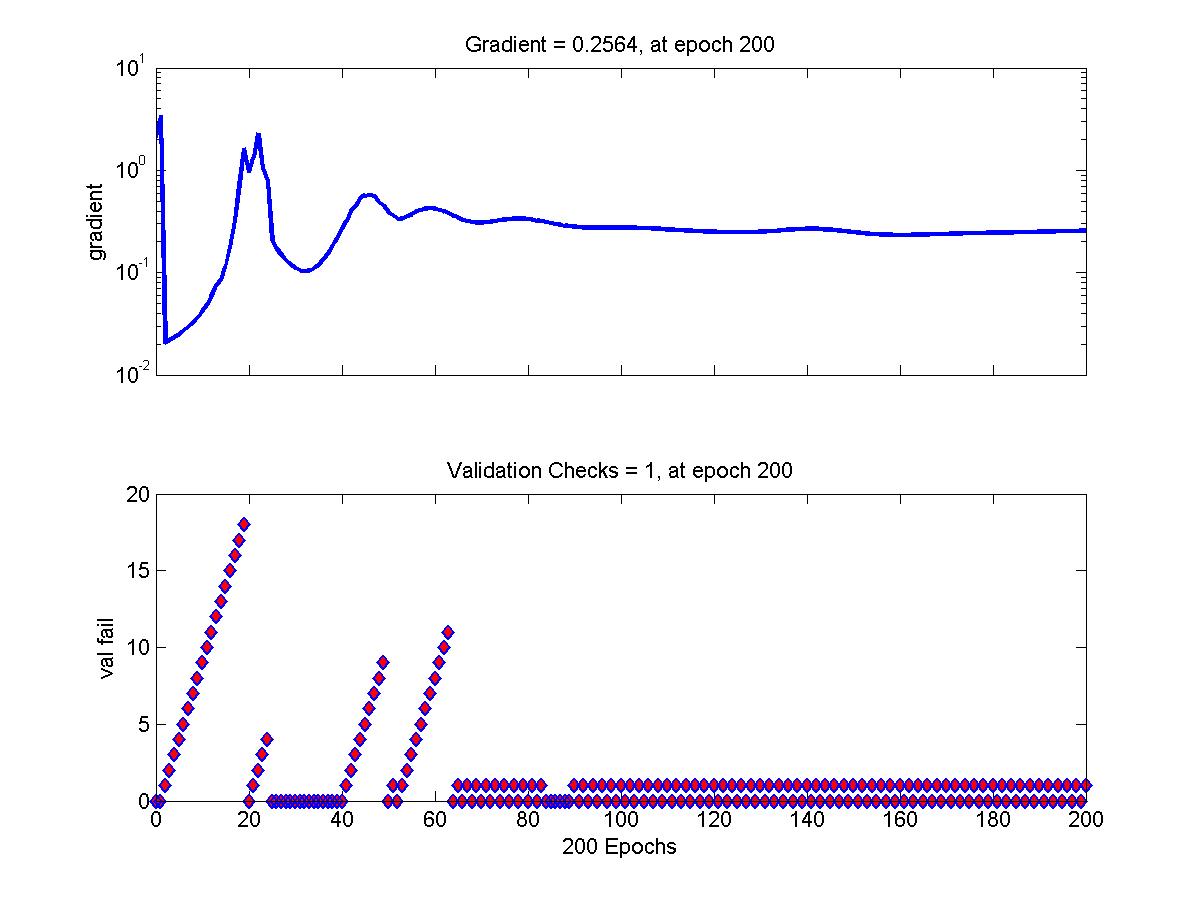 Gradient = 0.2564, at epoch 200
10^1
10^0
10^-1
10^-2
gradient
Validation Checks = 1, at epoch 200
20
15
10
5
0
val fail
0 20 40 60 80 100 120 140 160 180 200
200 Epochs